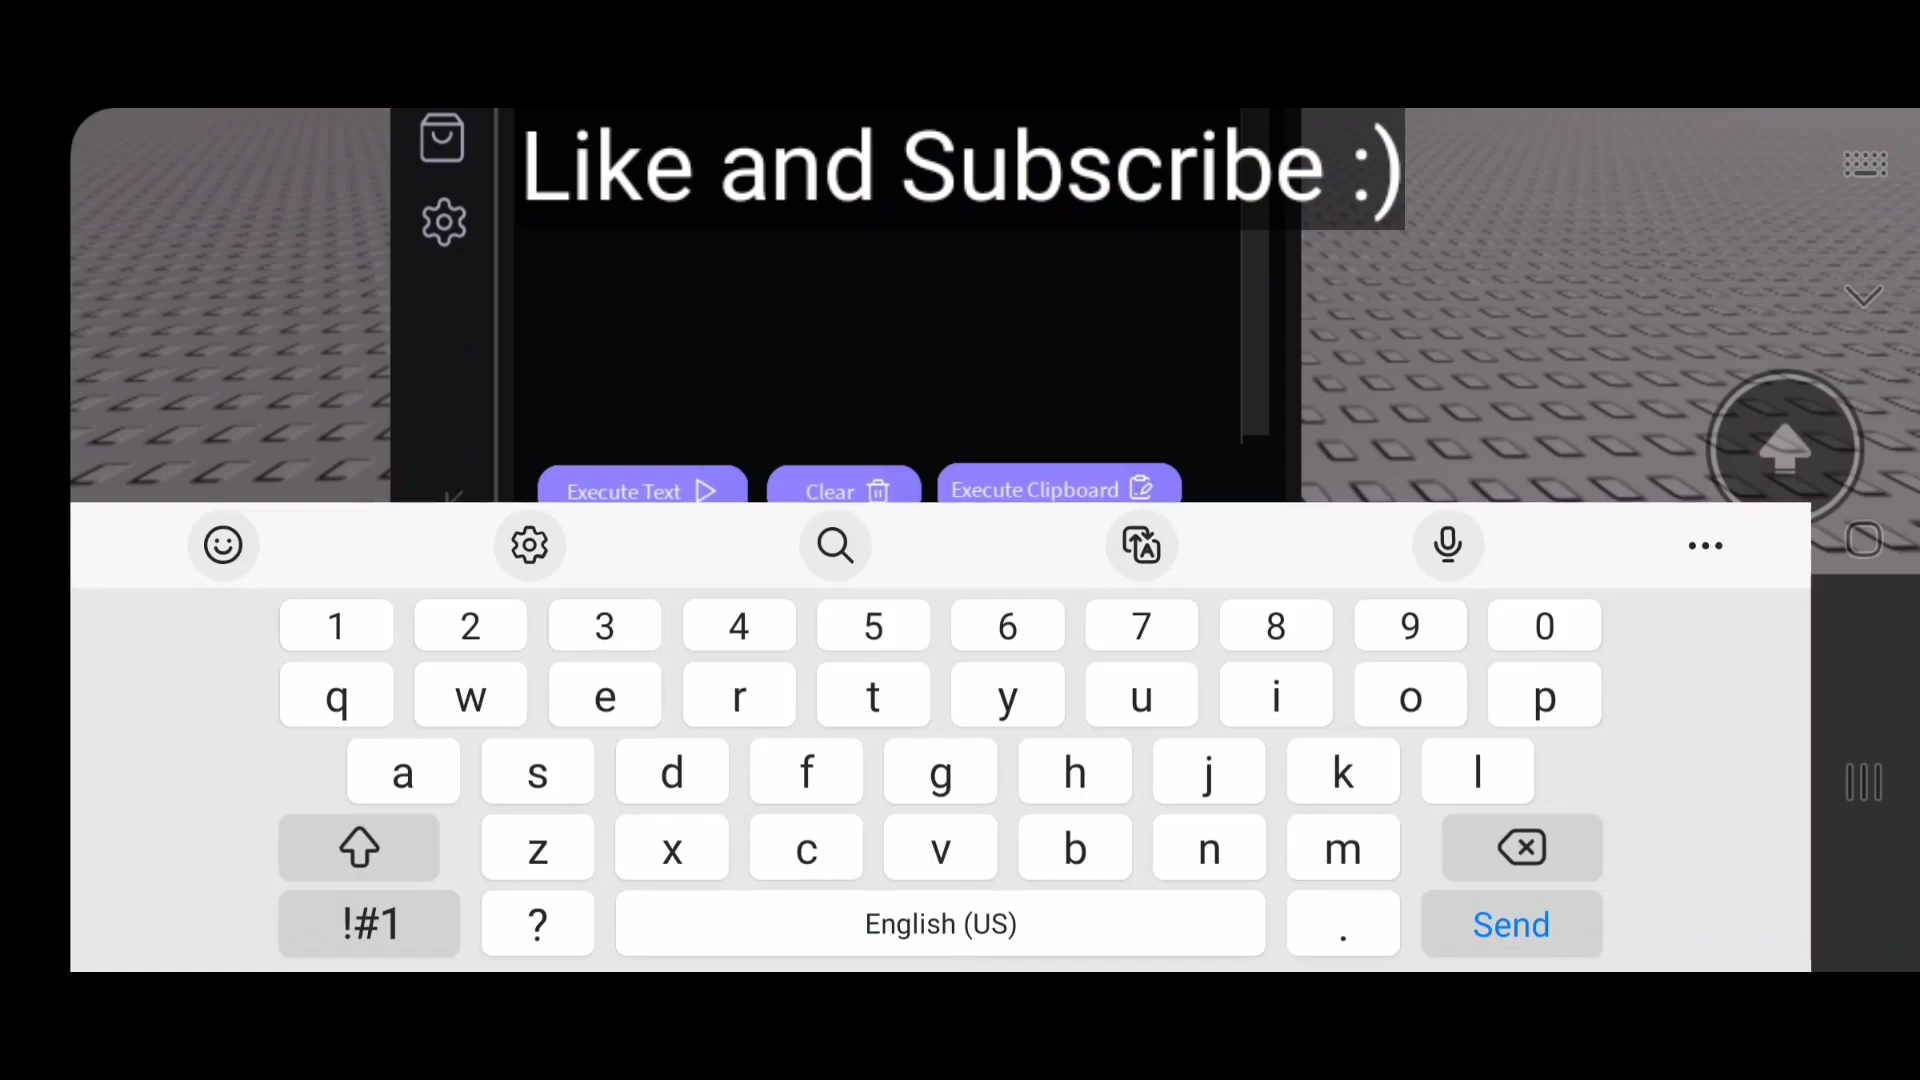 Like and Subscribe :)
Execute Text Clear Execute Clipboard
1 2 3 4 5 6 7 8 9 0
q w e r t y u i o p
a s d f g h j k l
z x c v b n m
!#1 ? English (US) . Send